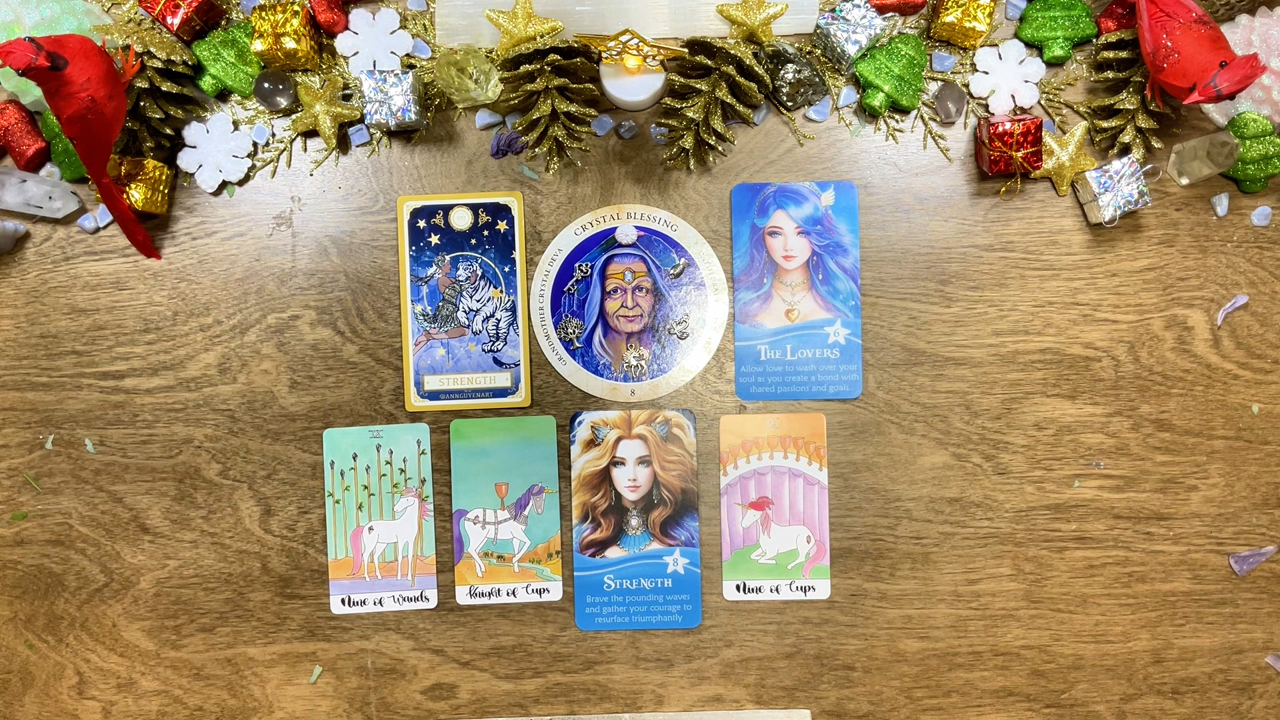 STRENGTH
@ANNGUYENART
CRYSTAL BLESSING
GRANDMOTHER CRYSTAL DEVA
8
6
THE LOVERS
Allow love to wash over your
soul as you create a bond with
shared passions and goals.
Nine of Wands
Knight of Cups
8
STRENGTH
Brave the pounding waves
and gather your courage to
resurface triumphantly
Nine of Cups